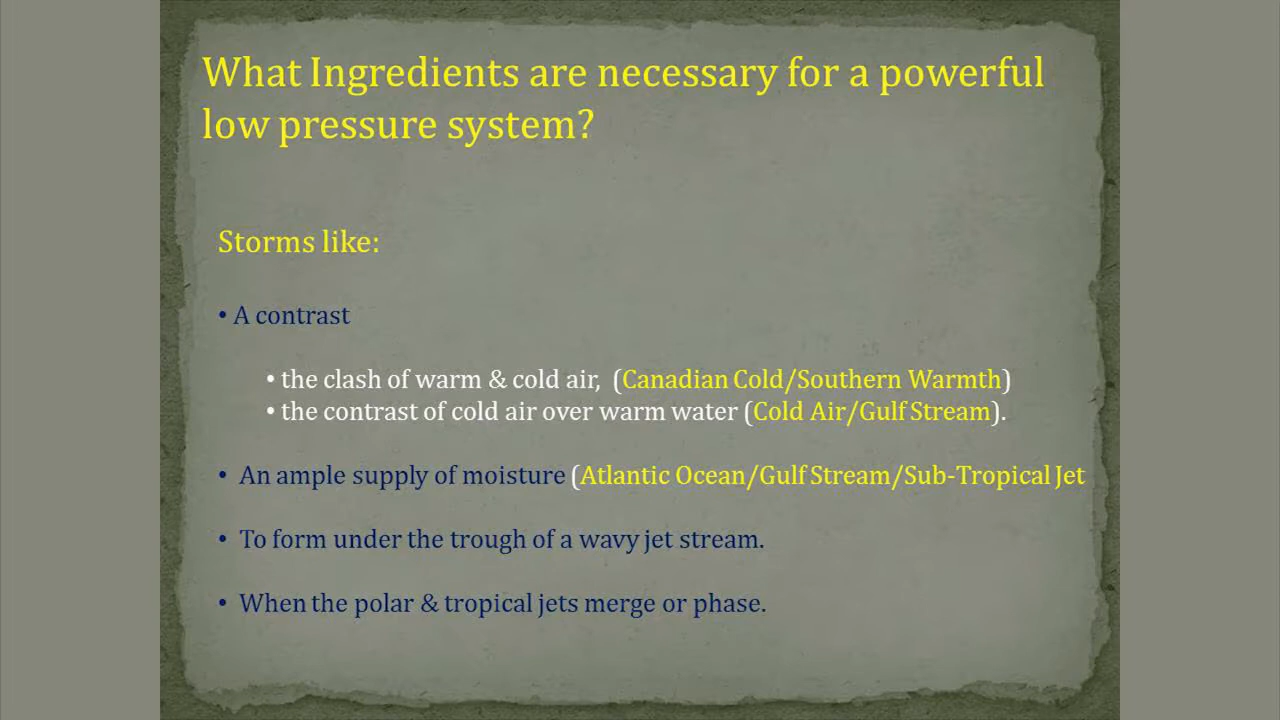 What Ingredients are necessary for a powerful
low pressure system?
Storms like:
• A contrast
• the clash of warm & cold air, (Canadian Cold/Southern Warmth)
• the contrast of cold air over warm water (Cold Air/Gulf Stream).
• An ample supply of moisture (Atlantic Ocean/Gulf Stream/Sub-Tropical Jet
• To form under the trough of a wavy jet stream.
• When the polar & tropical jets merge or phase.